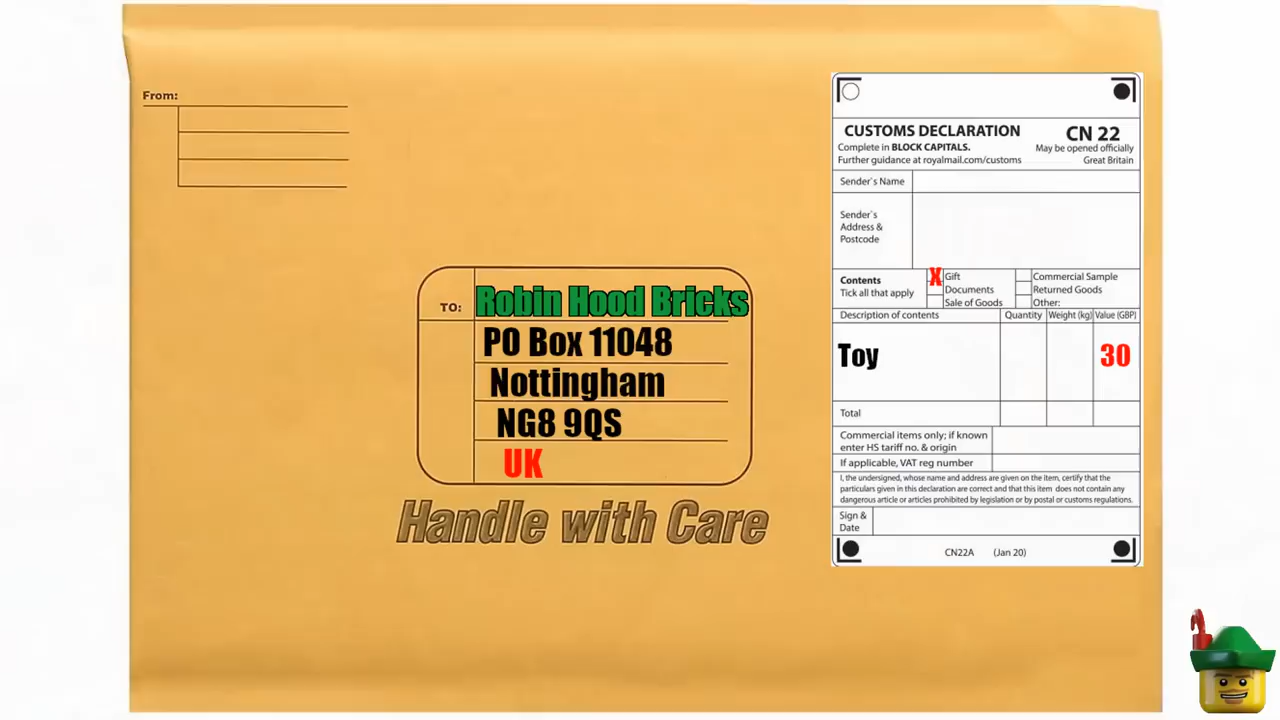 From:
TO: Robin Hood Bricks
PO Box 11048
Nottingham
NG8 9QS
UK
Handle with Care
CUSTOMS DECLARATION CN 22
Complete in BLOCK CAPITALS. May be opened officially
Further guidance at royalmail.com/customs Great Britain
Sender`s Name
Sender`s
Address &
Postcode
Contents
Tick all that apply
X Gift
Documents
Sale of Goods
Commercial Sample
Returned Goods
Other:
Description of contents Quantity Weight (kg) Value (GBP)
Toy 30
Total
Commercial items only; if known
enter HS tariff no. & origin
If applicable, VAT reg number
I, the undersigned, whose name and address are given on the item, certify that the
particulars given in this declaration are correct and that this item does not contain any
dangerous article or articles prohibited by legislation or by postal or customs regulations.
Sign &
Date
CN22A (Jan 20)